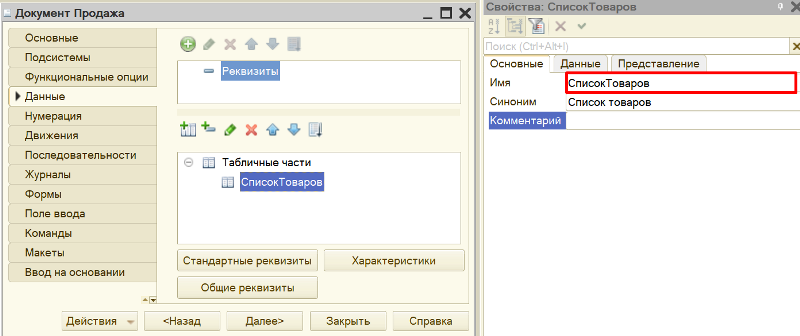 Документ Продажа
Основные
Подсистемы
Функциональные опции
Данные
Нумерация
Движения
Последовательности
Журналы
Формы
Поле ввода
Команды
Макеты
Ввод на основании
Реквизиты
Табличные части
СписокТоваров
Стандартные реквизиты
Характеристики
Общие реквизиты
Действия
<Назад
Далее>
Закрыть
Справка
Свойства: СписокТоваров
Поиск (Ctrl+Alt+I)
Основные Данные Представление
Имя СписокТоваров
Синоним Список товаров
Комментарий